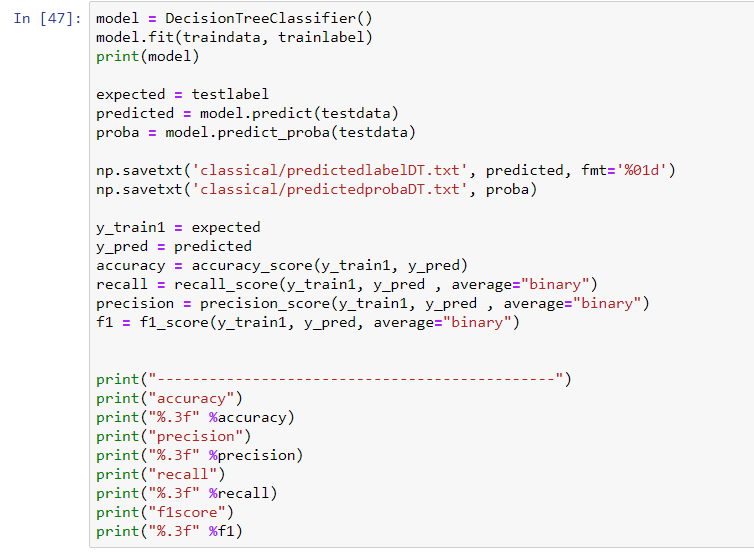 In [47]: model = DecisionTreeClassifier()
model.fit(traindata, trainlabel)
print(model)

expected = testlabel
predicted = model.predict(testdata)
proba = model.predict_proba(testdata)

np.savetxt('classical/predictedlabelDT.txt', predicted, fmt='%01d')
np.savetxt('classical/predictedprobaDT.txt', proba)

y_train1 = expected
y_pred = predicted
accuracy = accuracy_score(y_train1, y_pred)
recall = recall_score(y_train1, y_pred , average="binary")
precision = precision_score(y_train1, y_pred , average="binary")
f1 = f1_score(y_train1, y_pred, average="binary")


print("----------------------------------------------")
print("accuracy")
print("%.3f" %accuracy)
print("precision")
print("%.3f" %precision)
print("recall")
print("%.3f" %recall)
print("f1score")
print("%.3f" %f1)